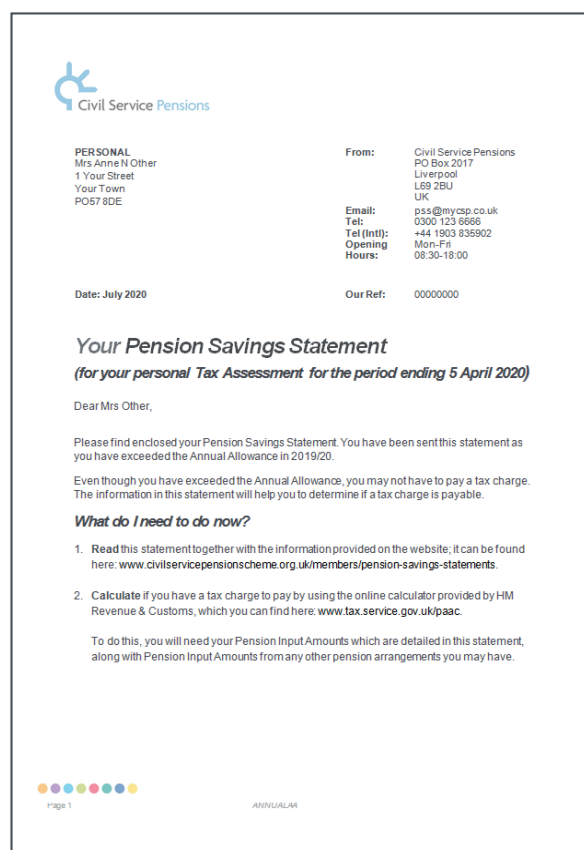 Civil Service Pensions
PERSONAL
Mrs Anne N Other
1 Your Street
Your Town
PO57 8DE
From: Civil Service Pensions
PO Box 2017
Liverpool
L69 2BU
UK
Email: pss@mycsp.co.uk
Tel: 0300 123 6666
Tel (Intl): +44 1903 835902
Opening Mon-Fri
Hours: 08:30-18:00
Date: July 2020
Our Ref: 00000000
Your Pension Savings Statement
(for your personal Tax Assessment for the period ending 5 April 2020)
Dear Mrs Other,
Please find enclosed your Pension Savings Statement. You have been sent this statement as
you have exceeded the Annual Allowance in 2019/20.
Even though you have exceeded the Annual Allowance, you may not have to pay a tax charge.
The information in this statement will help you to determine if a tax charge is payable.
What do I need to do now?
1. Read this statement together with the information provided on the website; it can be found
here: www.civilservicepensionscheme.org.uk/members/pension-savings-statements.
2. Calculate if you have a tax charge to pay by using the online calculator provided by HM
Revenue & Customs, which you can find here: www.tax.service.gov.uk/paac.
To do this, you will need your Pension Input Amounts which are detailed in this statement,
along with Pension Input Amounts from any other pension arrangements you may have.
Page 1
ANNUALAA